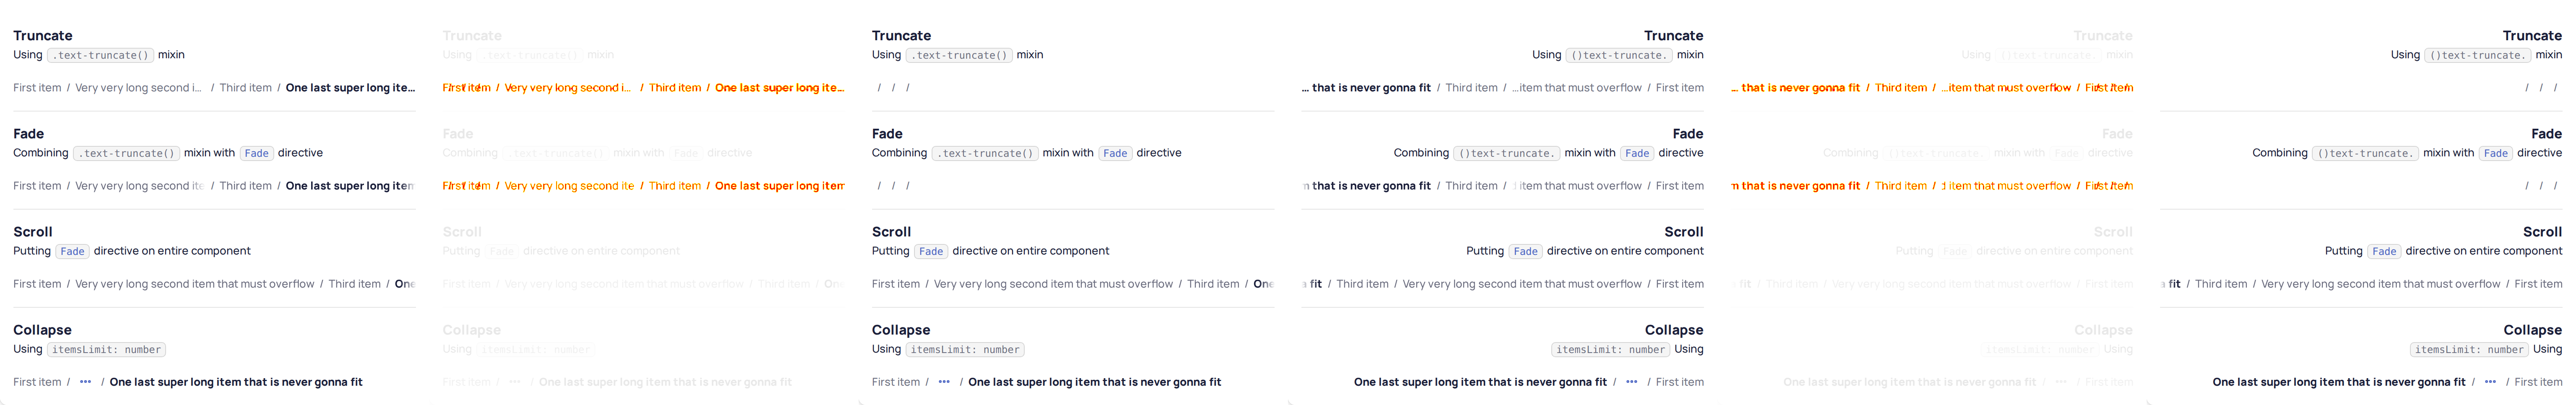 Truncate
Using .text-truncate() mixin
First item / Very very long second i... / Third item / One last super long ite...
Fade
Combining .text-truncate() mixin with Fade directive
First item / Very very long second ite / Third item / One last super long item
Scroll
Putting Fade directive on entire component
First item / Very very long second item that must overflow / Third item / One
Collapse
Using itemsLimit: number
First item / ••• / One last super long item that is never gonna fit
Truncate
Using .text-truncate() mixin
First item / Very very long second i... / Third item / One last super long ite...
Fade
Combining .text-truncate() mixin with Fade directive
First item / Very very long second ite / Third item / One last super long item
Scroll
Putting Fade directive on entire component
First item / Very very long second item that must overflow / Third item / One
Collapse
Using itemsLimit: number
First item / ••• / One last super long item that is never gonna fit
Truncate
Using .text-truncate() mixin
/ / /
Fade
Combining .text-truncate() mixin with Fade directive
/ / /
Scroll
Putting Fade directive on entire component
First item / Very very long second item that must overflow / Third item / One
Collapse
Using itemsLimit: number
First item / ••• / One last super long item that is never gonna fit
Truncate
Using ()text-truncate. mixin
... that is never gonna fit / Third item / ...item that must overflow / First item
Fade
Combining ()text-truncate. mixin with Fade directive
m that is never gonna fit / Third item / d item that must overflow / First item
Scroll
Putting Fade directive on entire component
a fit / Third item / Very very long second item that must overflow / First item
Collapse
itemsLimit: number Using
One last super long item that is never gonna fit / ••• / First item
Truncate
Using ()text-truncate. mixin
... that is never gonna fit / Third item / ...item that must overflow / First item
Fade
Combining ()text-truncate. mixin with Fade directive
m that is never gonna fit / Third item / d item that must overflow / First item
Scroll
Putting Fade directive on entire component
fit / Third item / Very very long second item that must overflow / First item
Collapse
itemsLimit: number Using
One last super long item that is never gonna fit / ••• / First item
Truncate
Using ()text-truncate. mixin
/ / /
Fade
Combining ()text-truncate. mixin with Fade directive
/ / /
Scroll
Putting Fade directive on entire component
a fit / Third item / Very very long second item that must overflow / First item
Collapse
itemsLimit: number Using
One last super long item that is never gonna fit / ••• / First item